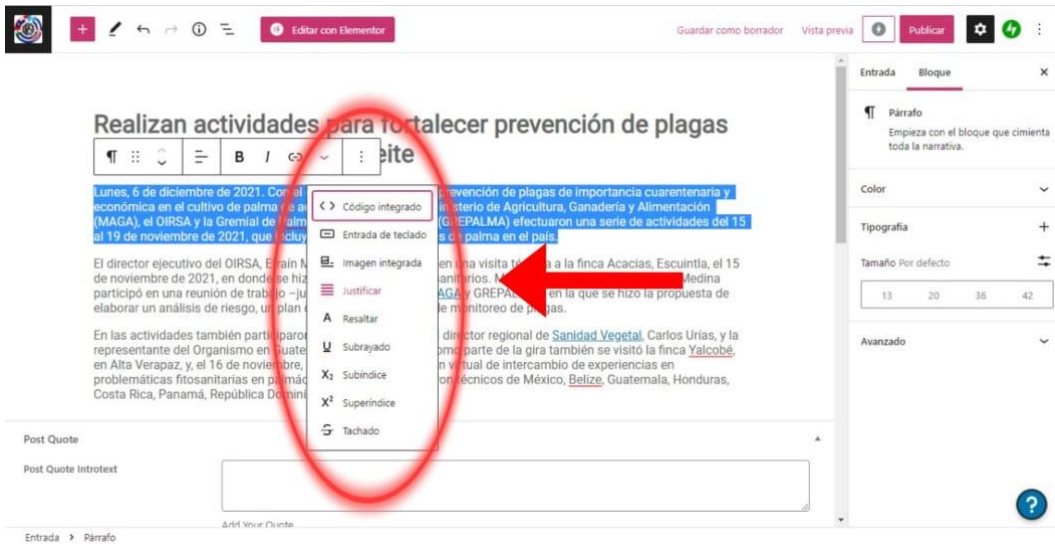 Editar con Elementor
Guardar como borrador
Vista previa
Publicar
Realizan actividades para fortalecer prevención de plagas
eite
B I
Lunes, 6 de diciembre de 2021. Con el prevención de plagas de importancia cuarentenaria y
económica en el cultivo de palma de Ministerio de Agricultura, Ganadería y Alimentación
(MAGA), el OIRSA y la Gremial de (GREPALMA) efectuaron una serie de actividades del 15
al 19 de noviembre de 2021, que de palma en el país.
El director ejecutivo del OIRSA, Efraín en una visita a la finca Acacias, Escuintla, el 15
de noviembre de 2021, en donde se Medina
participó en una reunión de trabajo y en la que se hizo la propuesta de
elaborar un análisis de riesgo, un plan de monitoreo de plagas.
En las actividades también participaron director regional de Sanidad Vegetal, Carlos Urías, y la
representante del Organismo en parte de la gira también se visitó la finca Yalcobé,
en Alta Verapaz, y, el 16 de noviembre, virtual de intercambio de experiencias en
problemáticas fitosanitarias en técnicos de México, Belize, Guatemala, Honduras,
Costa Rica, Panamá, República
Código integrado
Entrada de teclado
Imagen integrada
Justificar
A Resaltar
U Subrayado
X₂ Subíndice
X² Superíndice
S Tachado
Post Quote
Post Quote Introtext
Add Your Quote
Entrada > Párrafo
Entrada Bloque
Párrafo
Empieza con el bloque que cimienta
toda la narrativa.
Color
Tipografía
Tamaño Por defecto
13 20 36 42
Avanzado
?